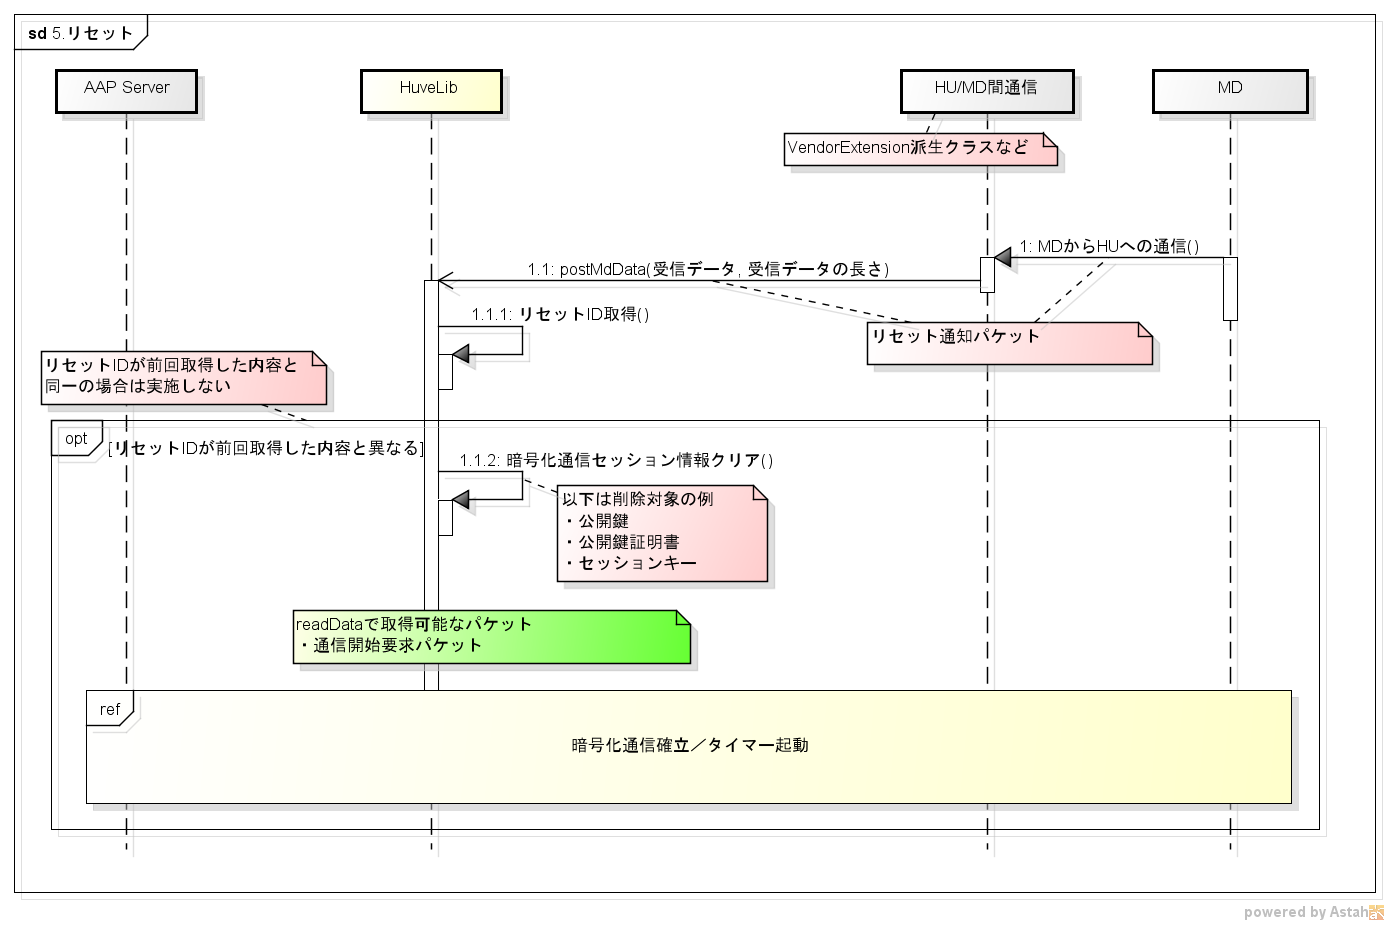 sd 5.リセット
AAP Server
HuveLib
HU/MD間通信
MD
VendorExtension派生クラスなど
1: MDからHUへの通信()
1.1: postMdData(受信データ, 受信データの長さ)
1.1.1: リセットID取得()
リセット通知パケット
リセットIDが前回取得した内容と
同一の場合は実施しない
opt
[リセットIDが前回取得した内容と異なる]
1.1.2: 暗号化通信セッション情報クリア()
以下は削除対象の例
・公開鍵
・公開鍵証明書
・セッションキー
readDataで取得可能なパケット
・通信開始要求パケット
ref
暗号化通信確立／タイマー起動
powered by Astah